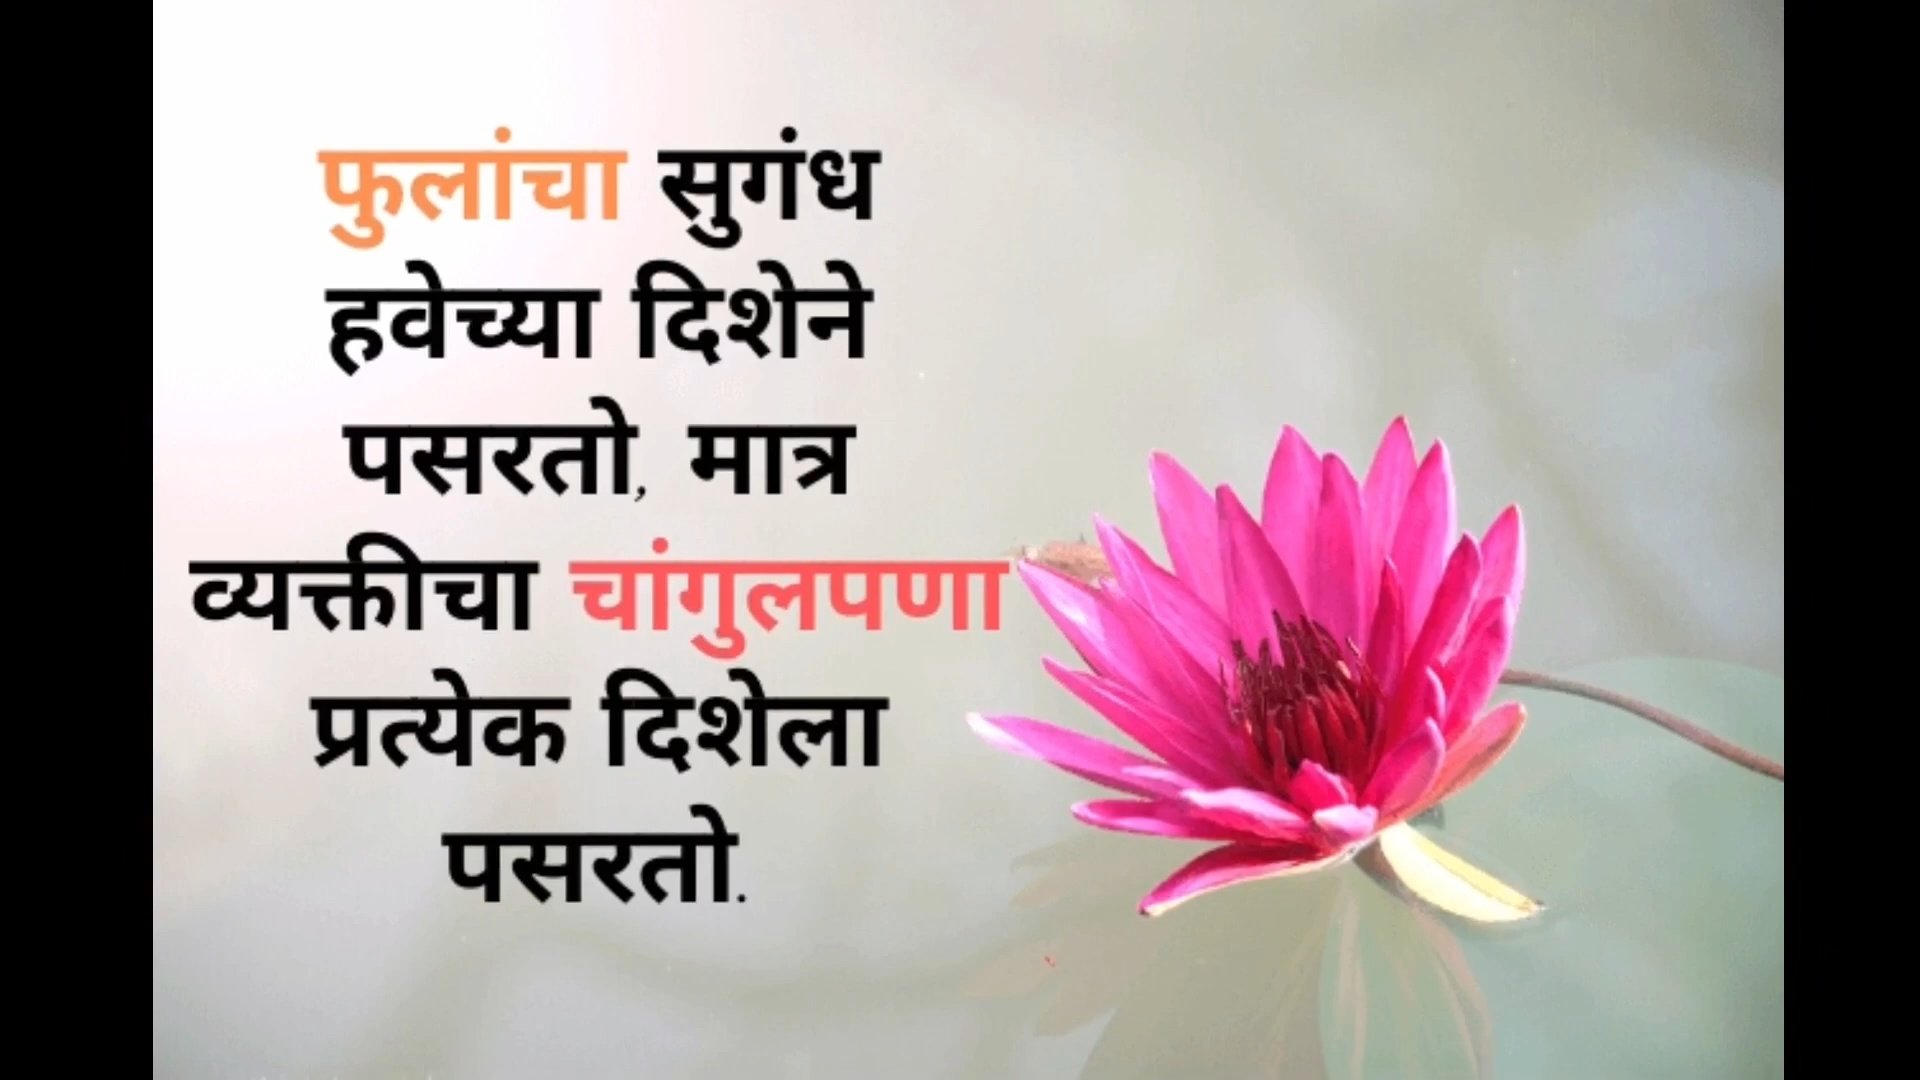 फुलांचा सुगंध
हवेच्या दिशेने
पसरतो, मात्र
व्यक्तीचा चांगुलपणा
प्रत्येक दिशेला
पसरतो.